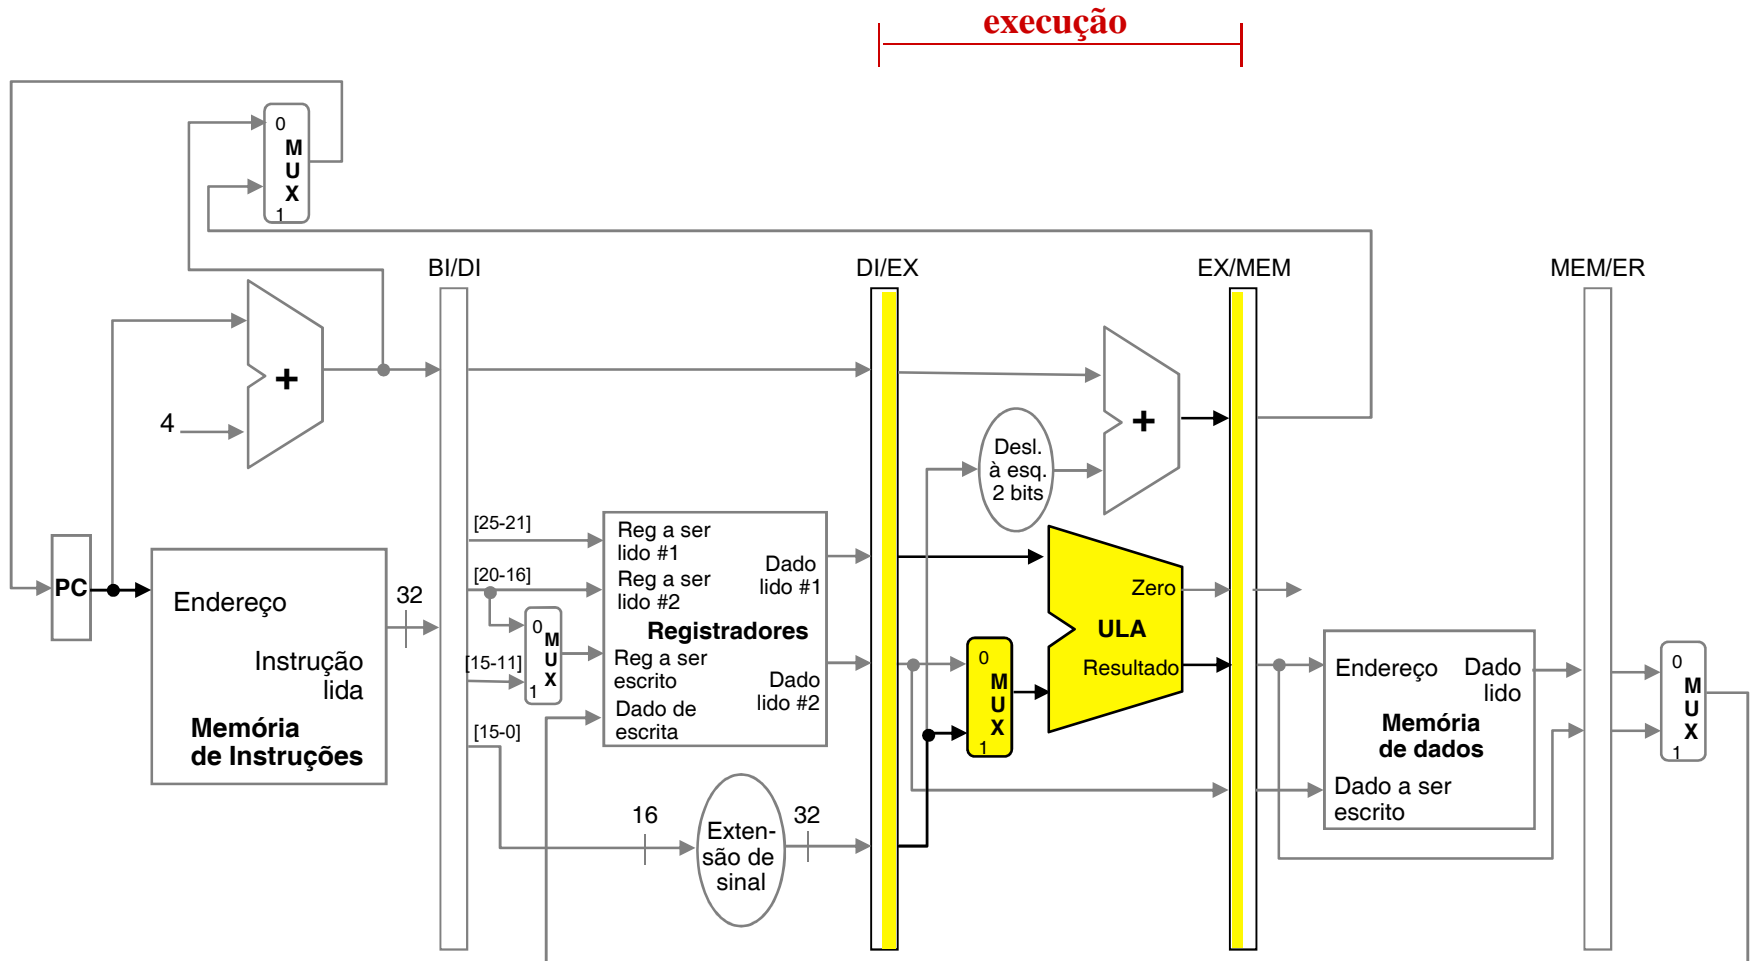 execução
0
M
U
X
1
BI/DI
DI/EX
EX/MEM
MEM/ER
+
4
+
Desl.
à esq.
2 bits
[25-21]
Reg a ser
lido #1
Dado
lido #1
[20-16]
Reg a ser
lido #2
PC
Endereço
32
Instrução
lida
Memória
de Instruções
0
M
U
X
1
[15-11]
[15-0]
Registradores
Reg a ser
escrito
Dado
lido #2
Dado de
escrita
Zero
ULA
Resultado
0
M
U
X
1
Endereço
Dado
lido
Memória
de dados
Dado a ser
escrito
0
M
U
X
1
16
Exten-
são de
sinal
32